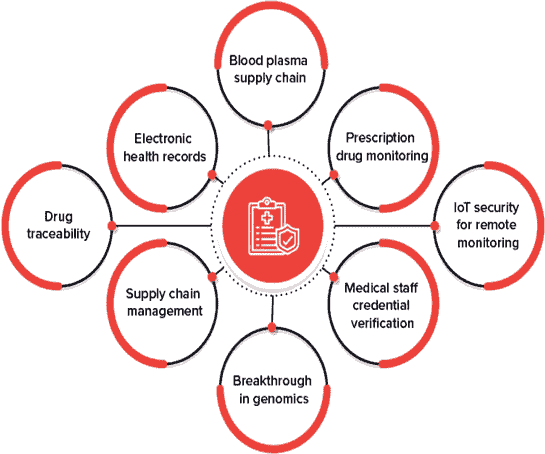 Blood plasma
supply chain
Electronic
health records
Prescription
drug monitoring
Drug
traceability
IoT security
for remote
monitoring
Supply chain
management
Medical staff
credential
verification
Breakthrough
in genomics